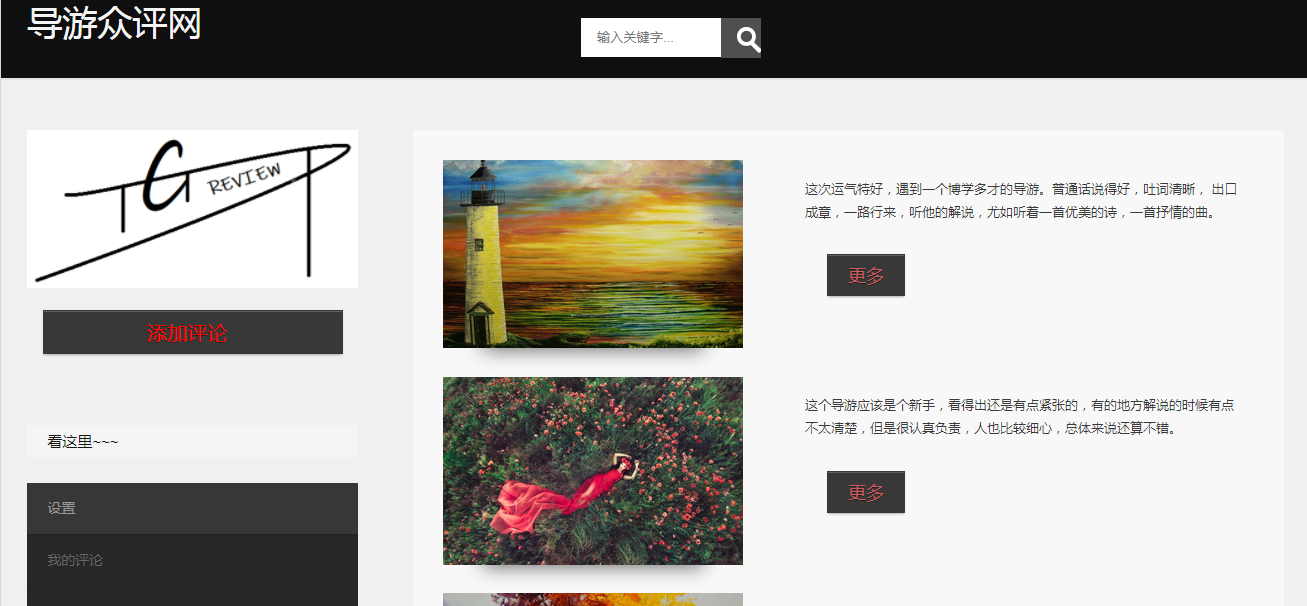 导游众评网
输入关键字...
TG REVIEW
添加评论
看这里~~~
设置
我的评论
这次运气特好，遇到一个博学多才的导游。普通话说得好，吐词清晰， 出口
成章，一路行来，听他的解说，尤如听着一首优美的诗，一首抒情的曲。
更多
这个导游应该是个新手，看得出还是有点紧张的，有的地方解说的时候有点
不太清楚，但是很认真负责，人也比较细心，总体来说还算不错。
更多